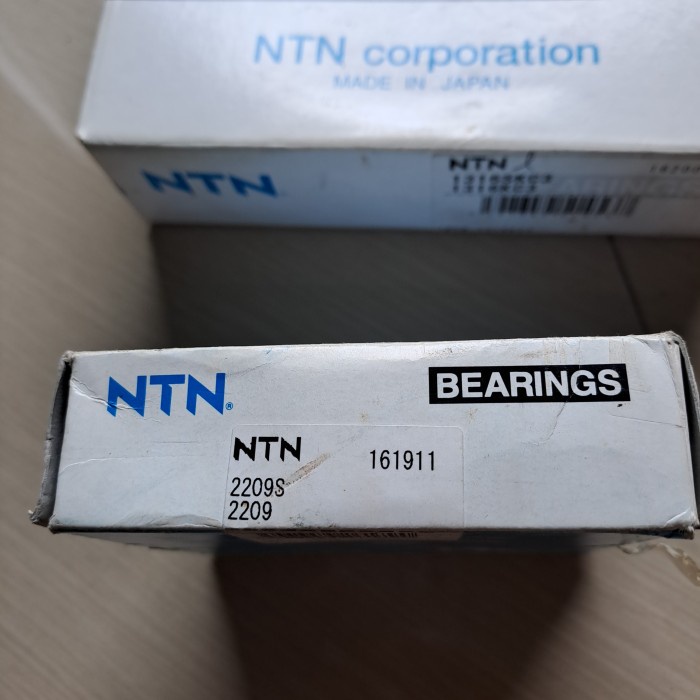 NTN corporation
MADE IN JAPAN
NTN
NTN
NTN®
BEARINGS
NTN
161911
2209S
2209